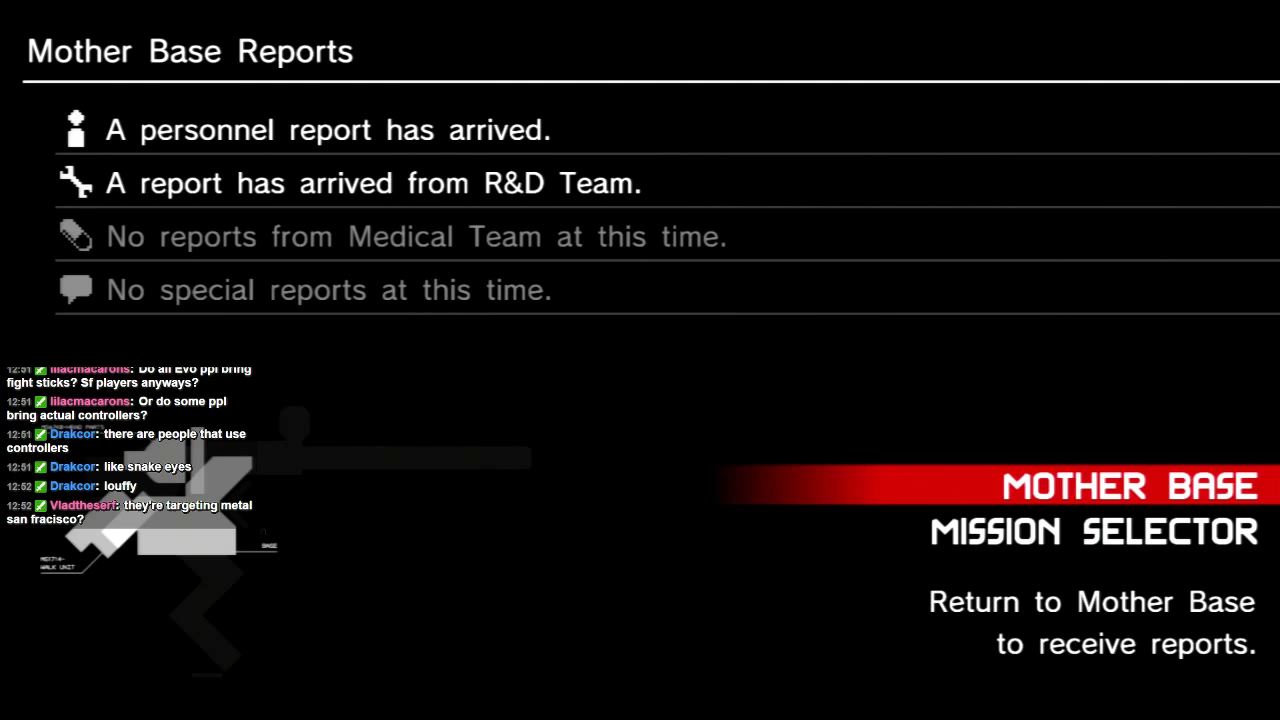 Mother Base Reports
A personnel report has arrived.
A report has arrived from R&D Team.
No reports from Medical Team at this time.
No special reports at this time.
12:51 lilacmacarons: Do all Evo ppl bring
fight sticks? Sf players anyways?
12:51 lilacmacarons: Or do some ppl
bring actual controllers?
12:51 Drakcor: there are people that use
controllers
12:51 Drakcor: like snake eyes
12:52 Drakcor: louffy
12:52 Vladtheserf: they're targeting metal
san fracisco?
BASE
WALK UNIT
MOTHER BASE
MISSION SELECTOR
Return to Mother Base
to receive reports.